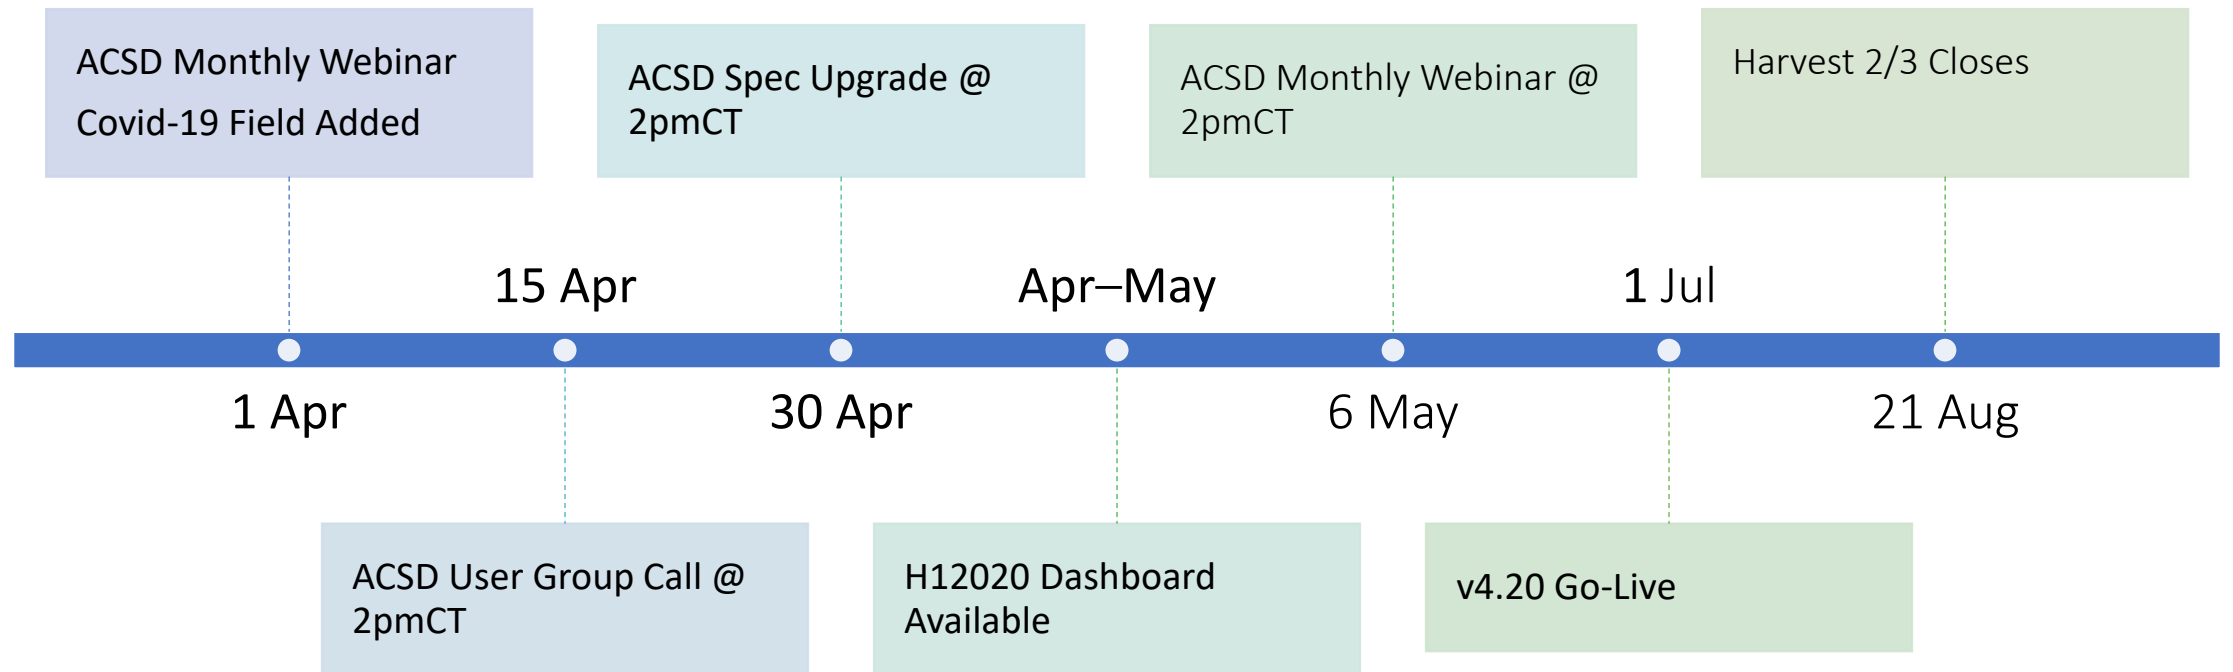 ACSD Monthly Webinar
Covid-19 Field Added
ACSD Spec Upgrade @
2pmCT
ACSD Monthly Webinar @
2pmCT
Harvest 2/3 Closes
15 Apr
Apr–May
1 Jul
1 Apr
30 Apr
6 May
21 Aug
ACSD User Group Call @
2pmCT
H12020 Dashboard
Available
v4.20 Go-Live